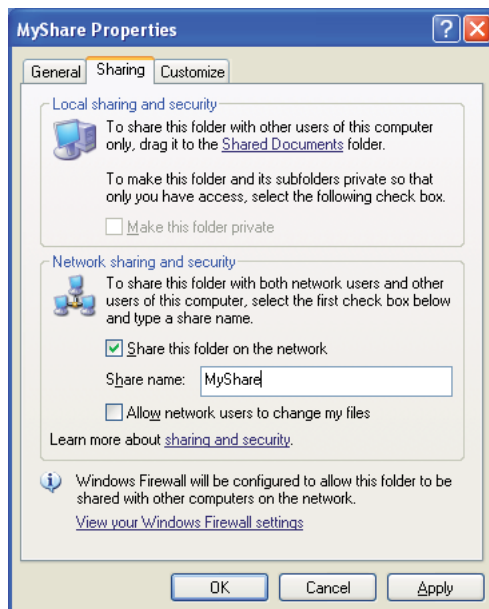 MyShare Properties
General Sharing Customize
Local sharing and security
To share this folder with other users of this computer
only, drag it to the Shared Documents folder.
To make this folder and its subfolders private so that
only you have access, select the following check box.
Make this folder private
Network sharing and security
To share this folder with both network users and other
users of this computer, select the first check box below
and type a share name.
Share this folder on the network
Share name: MyShare
Allow network users to change my files
Learn more about sharing and security.
Windows Firewall will be configured to allow this folder to be
shared with other computers on the network.
View your Windows Firewall settings
OK Cancel Apply